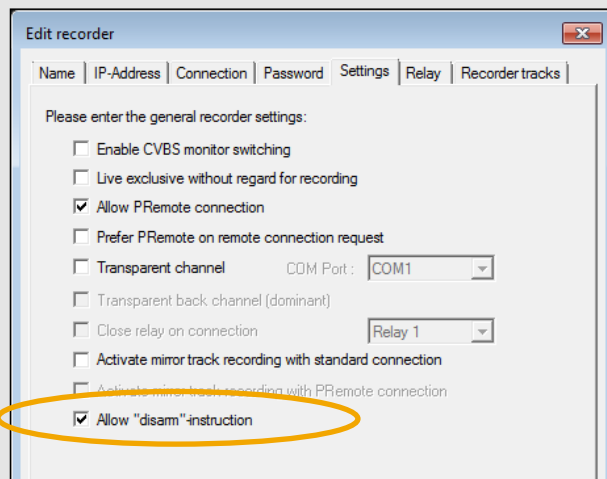 Edit recorder
Name IP-Address Connection Password Settings Relay Recorder tracks
Please enter the general recorder settings:
Enable CVBS monitor switching
Live exclusive without regard for recording
Allow PRemote connection
Prefer PRemote on remote connection request
Transparent channel COM Port : COM1
Transparent back channel (dominant)
Close relay on connection Relay 1
Activate mirror track recording with standard connection
Activate mirror track recording with PRemote connection
Allow "disarm"-instruction